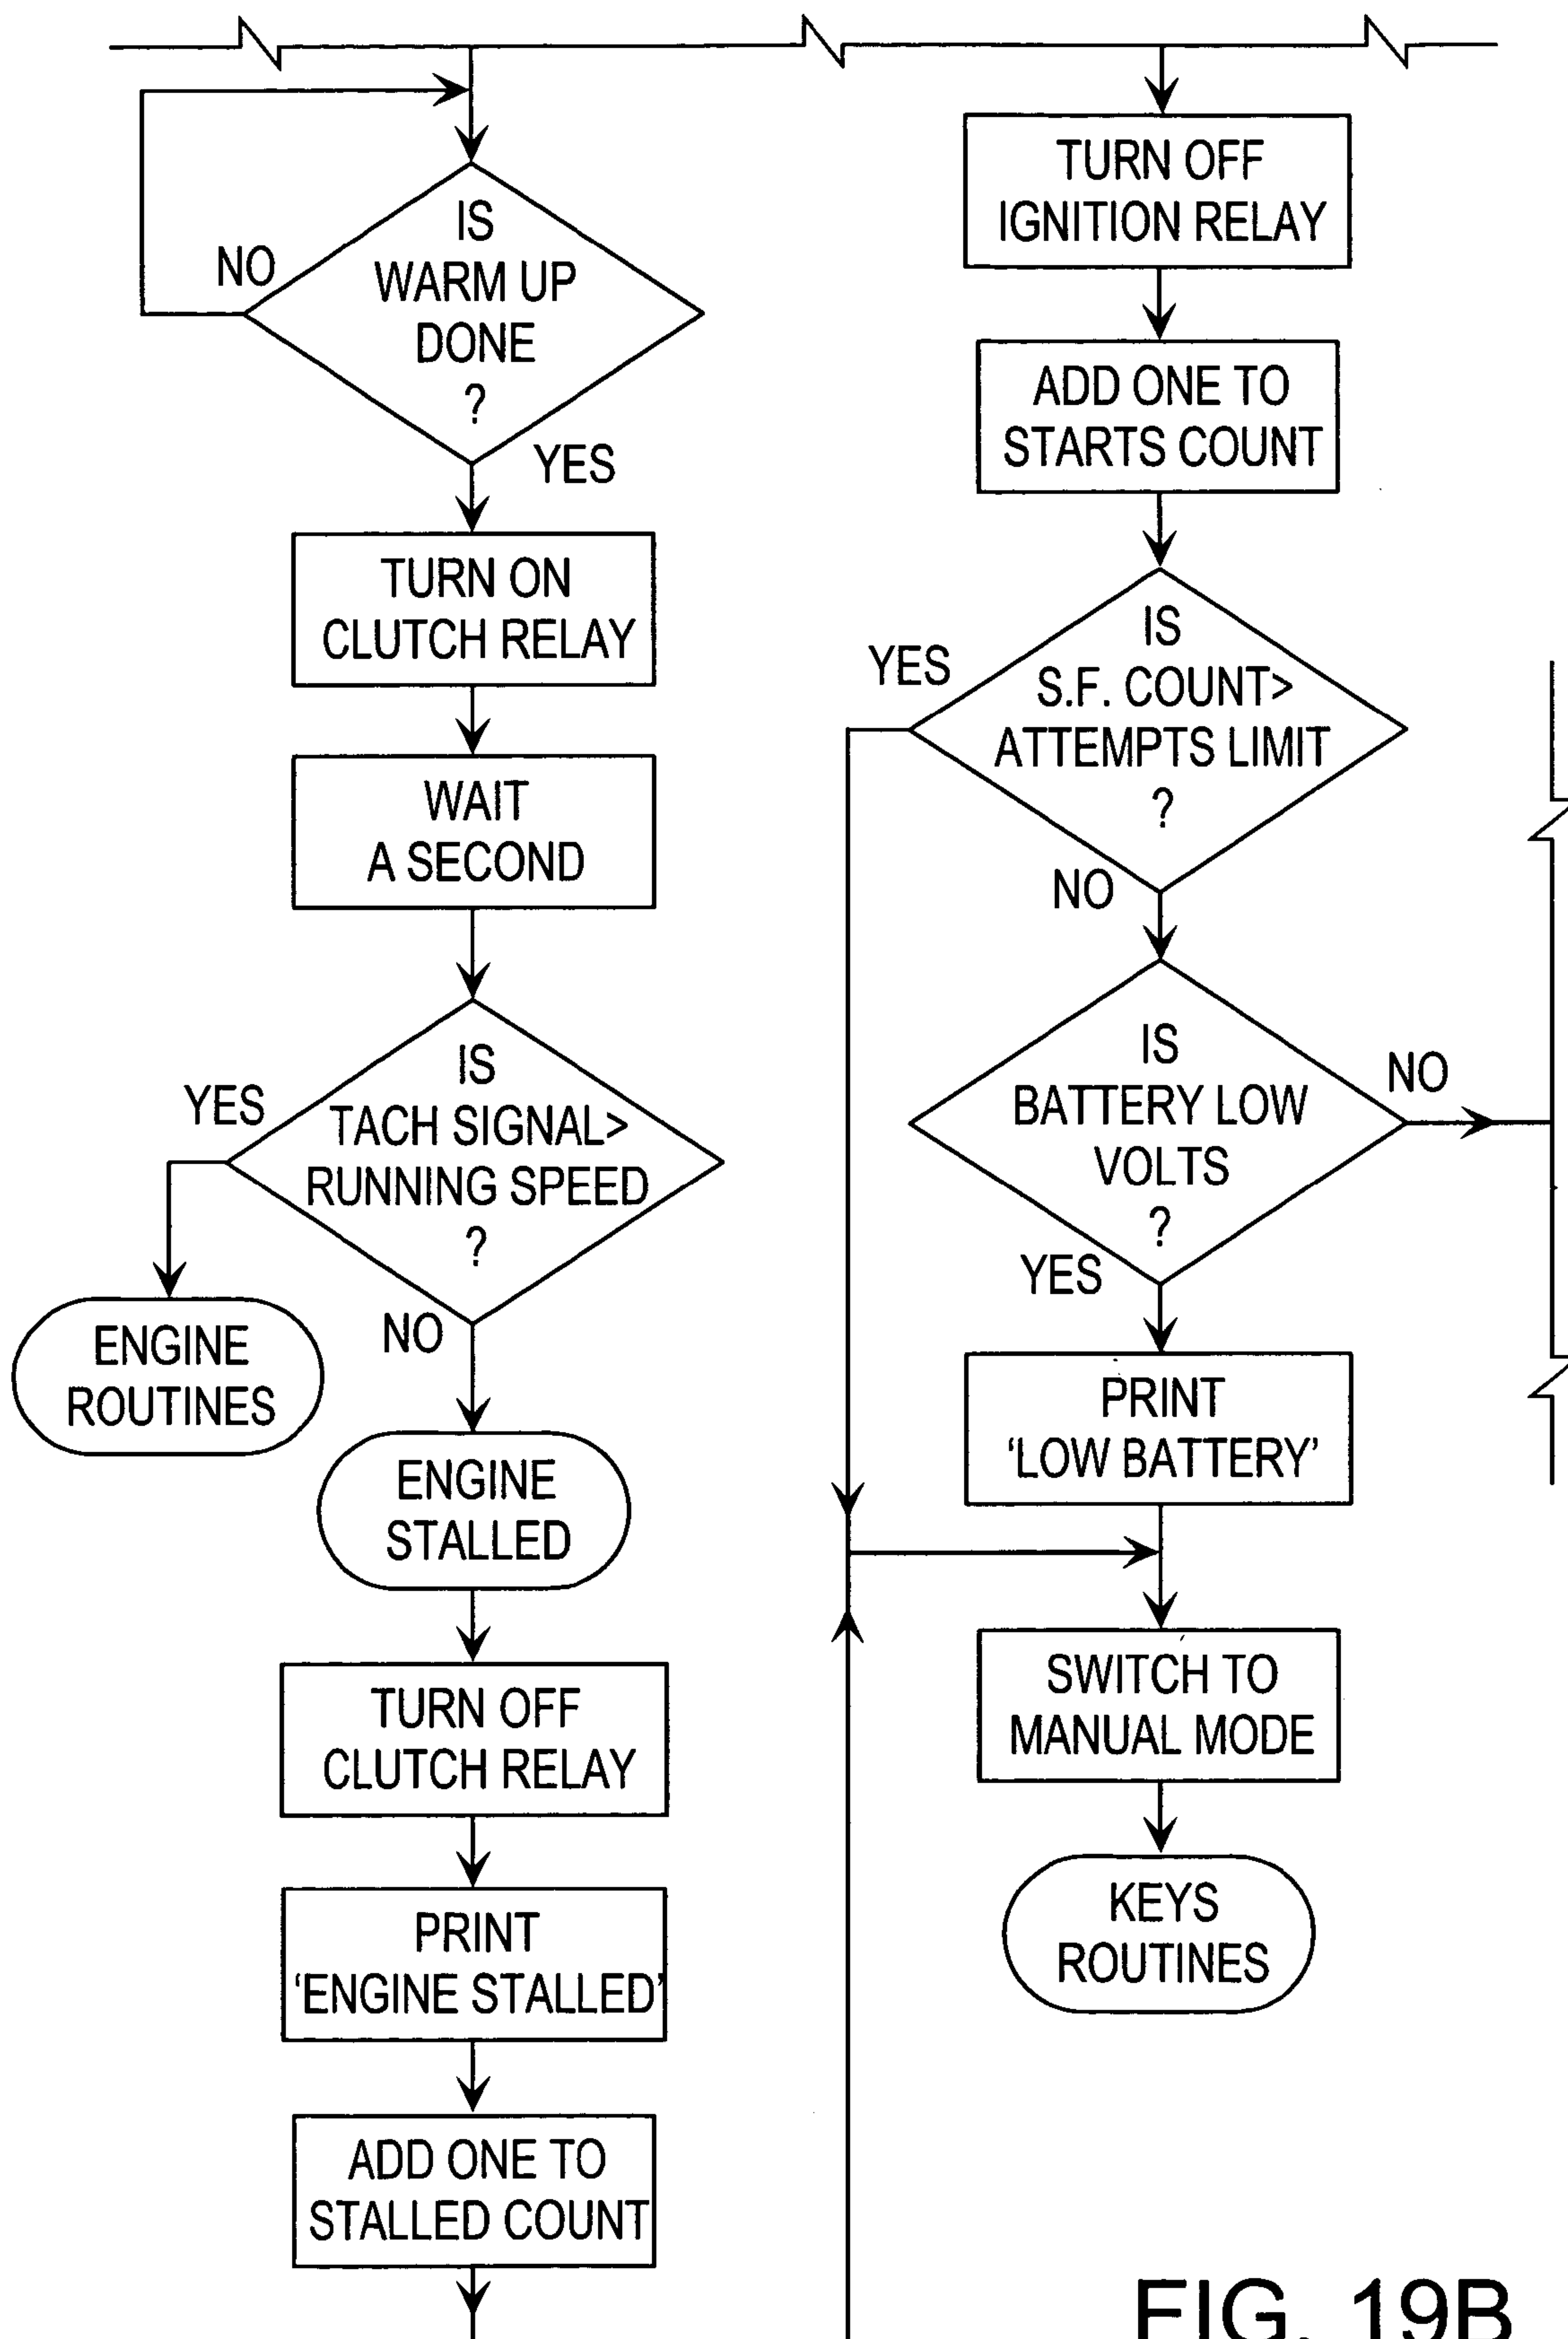 IS
WARM UP
DONE
?
NO
YES
TURN ON
CLUTCH RELAY
WAIT
A SECOND
IS
TACH SIGNAL>
RUNNING SPEED
?
YES
NO
ENGINE
ROUTINES
ENGINE
STALLED
TURN OFF
CLUTCH RELAY
PRINT
'ENGINE STALLED'
ADD ONE TO
STALLED COUNT
TURN OFF
IGNITION RELAY
ADD ONE TO
STARTS COUNT
IS
S.F. COUNT>
ATTEMPTS LIMIT
?
YES
NO
IS
BATTERY LOW
VOLTS
?
NO
YES
PRINT
'LOW BATTERY'
SWITCH TO
MANUAL MODE
KEYS
ROUTINES
FIG. 19B